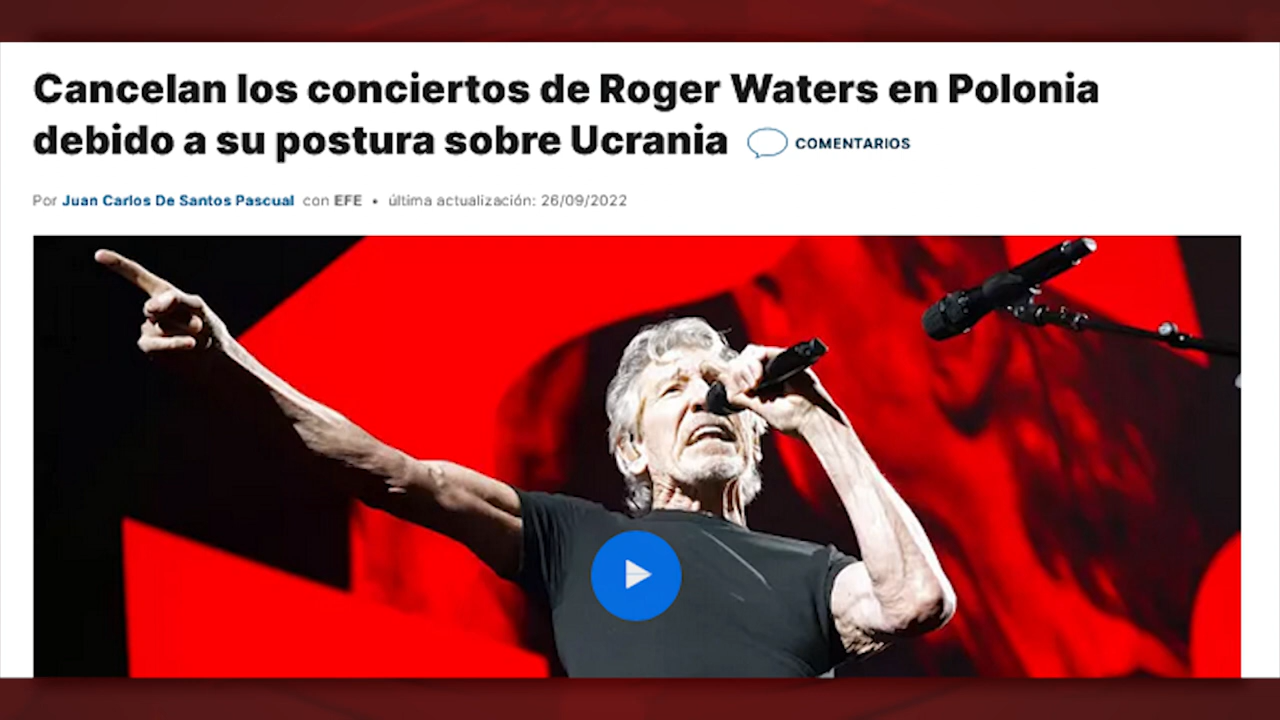 Cancelan los conciertos de Roger Waters en Polonia
debido a su postura sobre Ucrania COMENTARIOS
Por Juan Carlos De Santos Pascual con EFE • última actualización: 26/09/2022